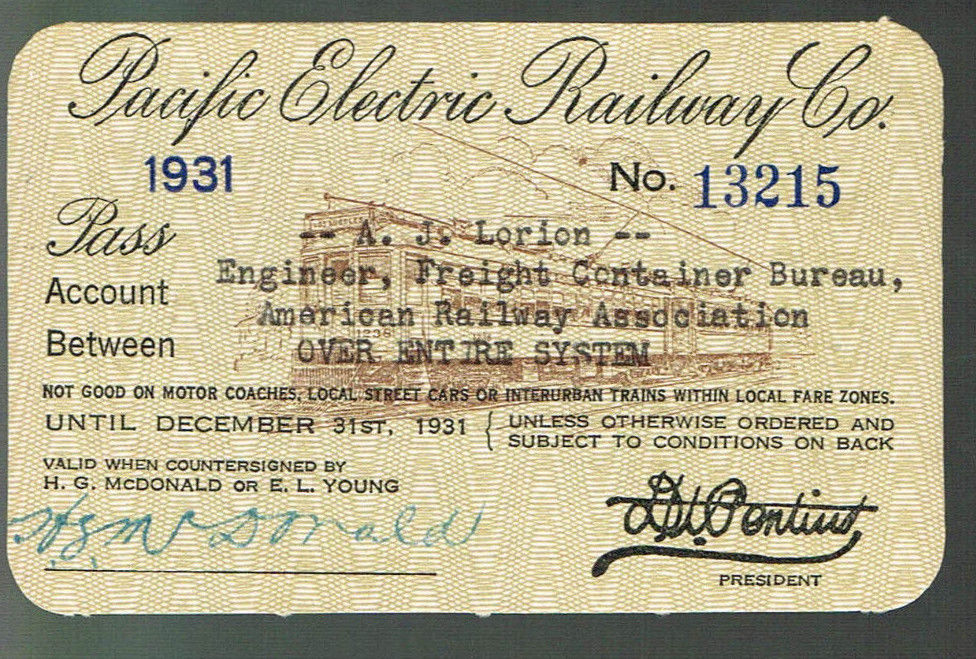 Pacific Electric Railway Co.
1931 No. 13215
Pass -- A. J. Lorion --
Account Engineer, Freight Container Bureau,
American Railway Association
Between OVER ENTIRE SYSTEM
NOT GOOD ON MOTOR COACHES, LOCAL STREET CARS OR INTERURBAN TRAINS WITHIN LOCAL FARE ZONES.
UNTIL DECEMBER 31ST, 1931 { UNLESS OTHERWISE ORDERED AND
SUBJECT TO CONDITIONS ON BACK
VALID WHEN COUNTERSIGNED BY
H. G. McDONALD OR E. L. YOUNG
H G McDonald
D.W. Pontius
PRESIDENT